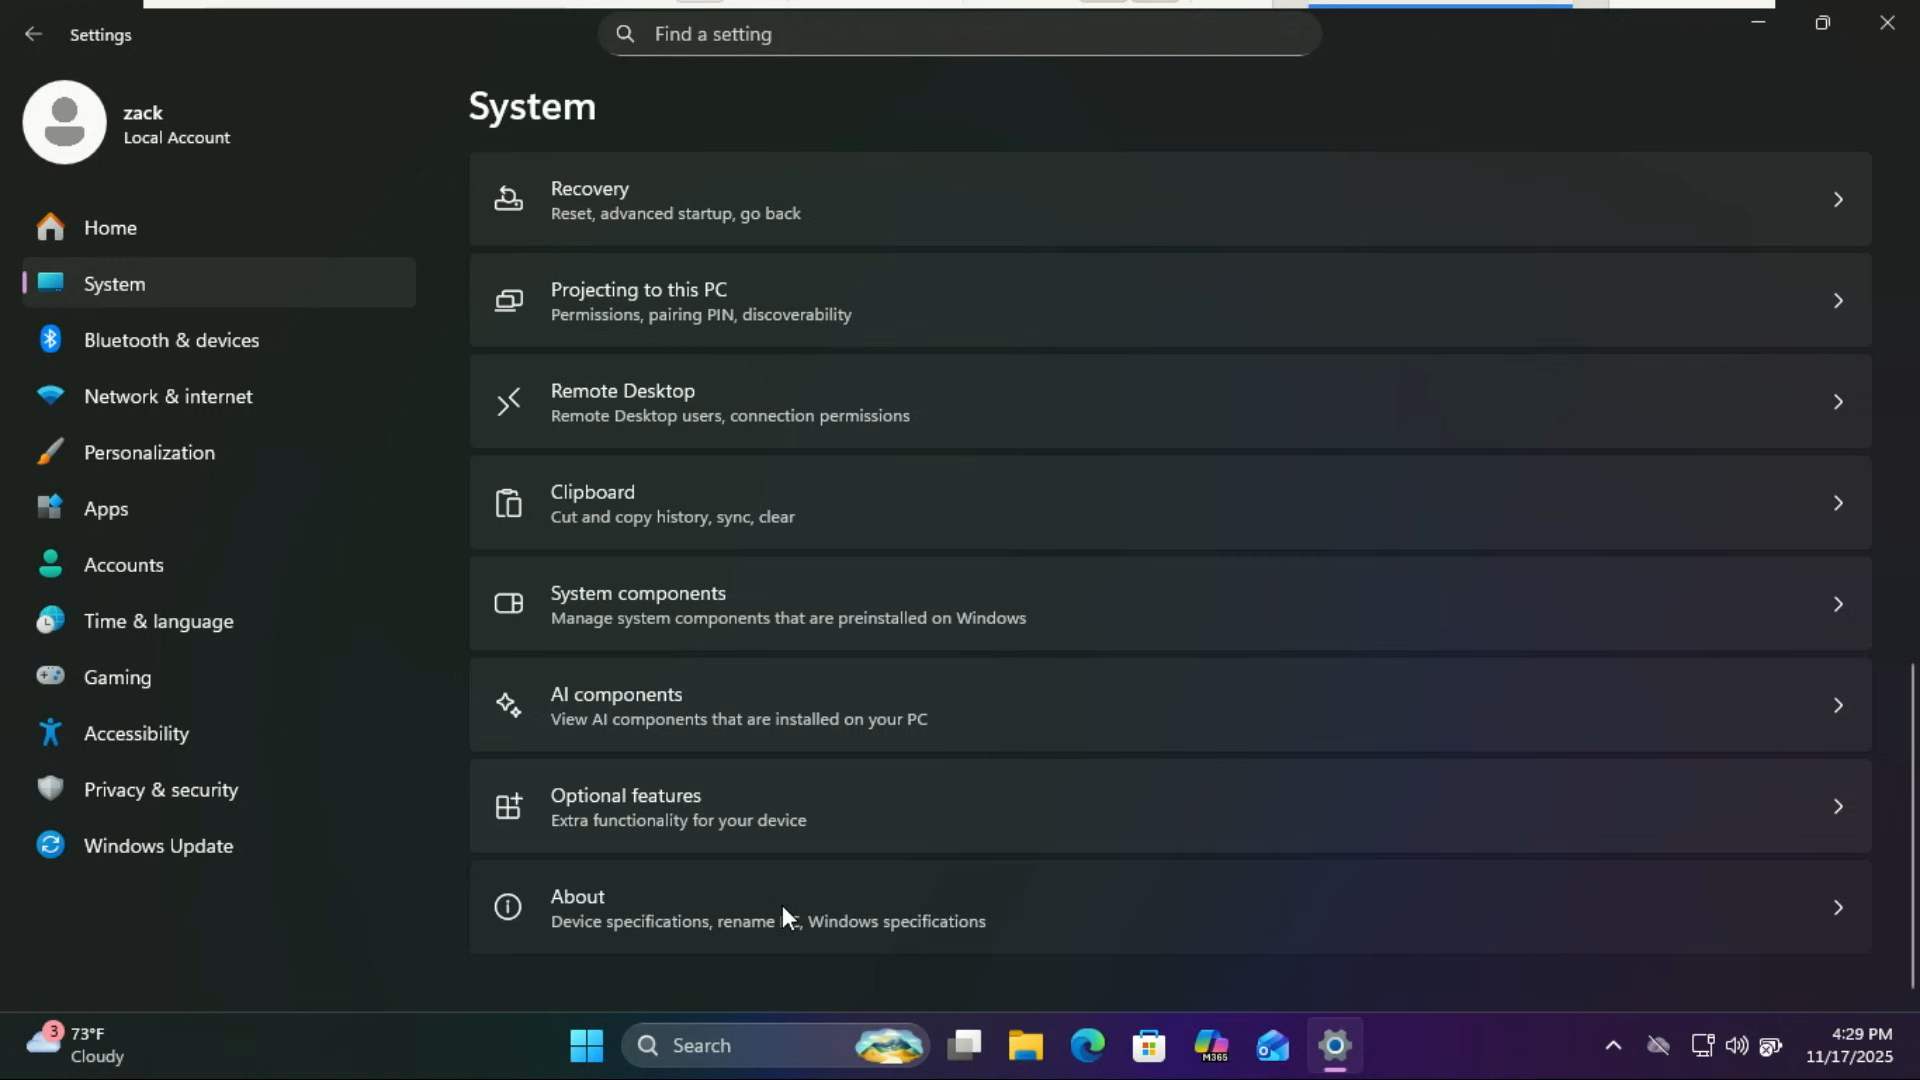 Settings
Find a setting
zack
Local Account
Home
System
Bluetooth & devices
Network & internet
Personalization
Apps
Accounts
Time & language
Gaming
Accessibility
Privacy & security
Windows Update
System
Recovery
Reset, advanced startup, go back
Projecting to this PC
Permissions, pairing PIN, discoverability
Remote Desktop
Remote Desktop users, connection permissions
Clipboard
Cut and copy history, sync, clear
System components
Manage system components that are preinstalled on Windows
AI components
View AI components that are installed on your PC
Optional features
Extra functionality for your device
About
Device specifications, rename PC, Windows specifications
3
73°F
Cloudy
Search
M365
4:29 PM
11/17/2025